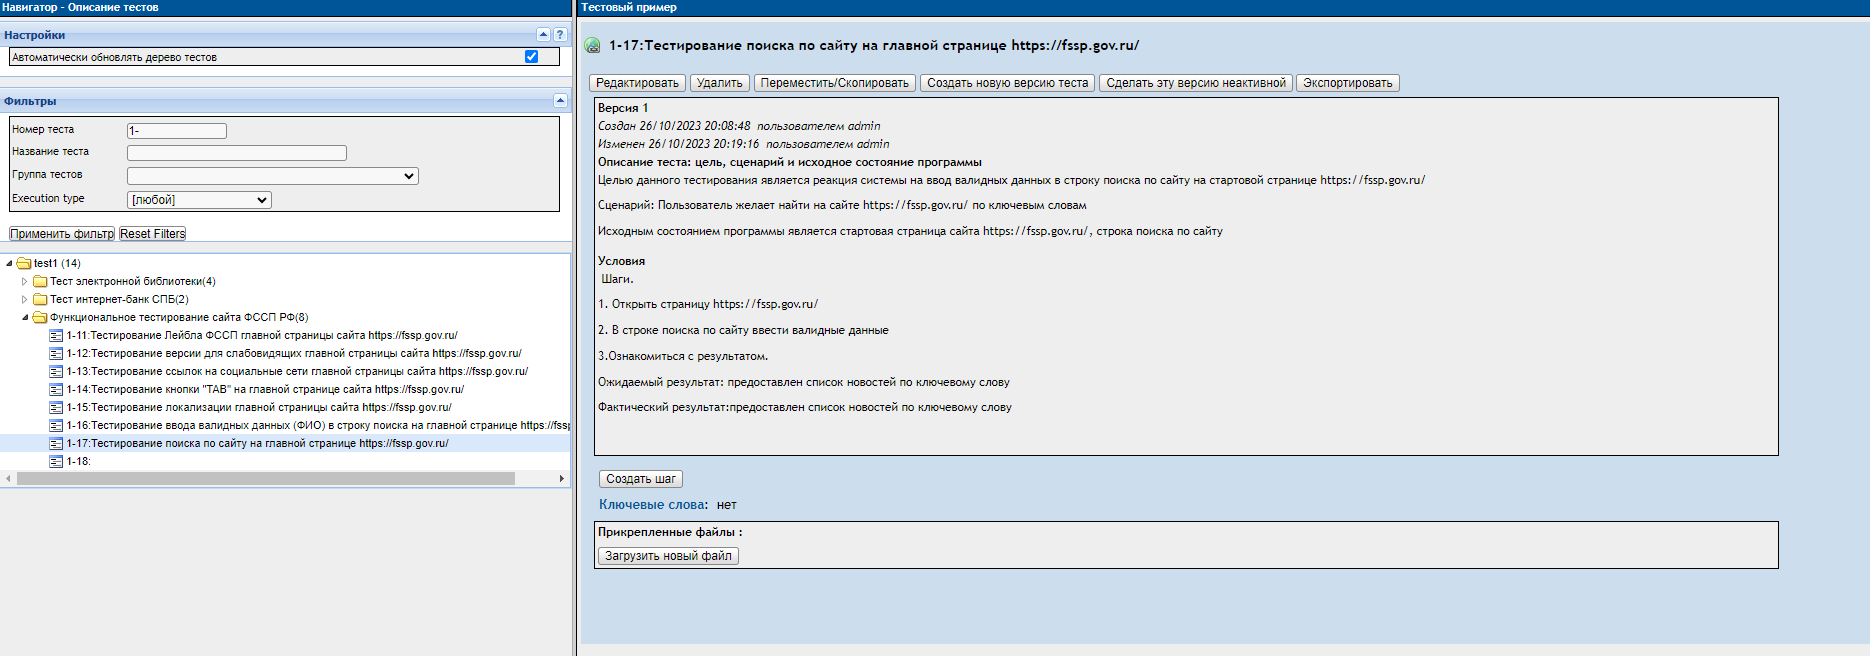 Навигатор - Описание тестов
Настройки
Автоматически обновлять дерево тестов
Фильтры
Номер теста 1-
Название теста
Группа тестов
Execution type [любой]
Применить фильтр Reset Filters
test1 (14)
Тест электронной библиотеки(4)
Тест интернет-банк СПБ(2)
Функциональное тестирование сайта ФССП РФ(8)
1-11:Тестирование Лейбла ФССП главной страницы сайта https://fssp.gov.ru/
1-12:Тестирование версии для слабовидящих главной страницы сайта https://fssp.gov.ru/
1-13:Тестирование ссылок на социальные сети главной страницы сайта https://fssp.gov.ru/
1-14:Тестирование кнопки "TAB" на главной странице сайта https://fssp.gov.ru/
1-15:Тестирование локализации главной страницы сайта https://fssp.gov.ru/
1-16:Тестирование ввода валидных данных (ФИО) в строку поиска на главной странице https://fssp
1-17:Тестирование поиска по сайту на главной странице https://fssp.gov.ru/
1-18:
Тестовый пример
1-17:Тестирование поиска по сайту на главной странице https://fssp.gov.ru/
Редактировать Удалить Переместить/Скопировать Создать новую версию теста Сделать эту версию неактивной Экспортировать
Версия 1
Создан 26/10/2023 20:08:48 пользователем admin
Изменен 26/10/2023 20:19:16 пользователем admin
Описание теста: цель, сценарий и исходное состояние программы
Целью данного тестирования является реакция системы на ввод валидных данных в строку поиска по сайту на стартовой странице https://fssp.gov.ru/
Сценарий: Пользователь желает найти на сайте https://fssp.gov.ru/ по ключевым словам
Исходным состоянием программы является стартовая страница сайта https://fssp.gov.ru/, строка поиска по сайту
Условия
Шаги.
1. Открыть страницу https://fssp.gov.ru/
2. В строке поиска по сайту ввести валидные данные
3.Ознакомиться с результатом.
Ожидаемый результат: предоставлен список новостей по ключевому слову
Фактический результат:предоставлен список новостей по ключевому слову
Создать шаг
Ключевые слова: нет
Прикрепленные файлы :
Загрузить новый файл